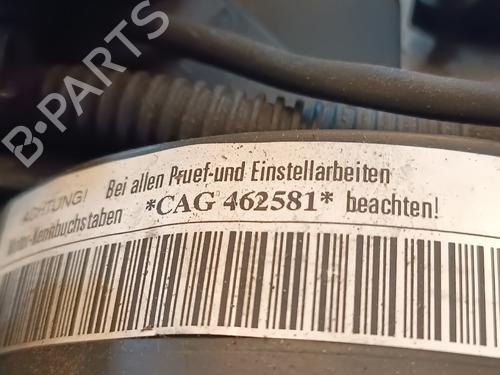 B-PARTS
ACHTUNG! Bei allen Pruef-und Einstellarbeiten
Motor-Kennbuchstaben *CAG 462581* beachten!